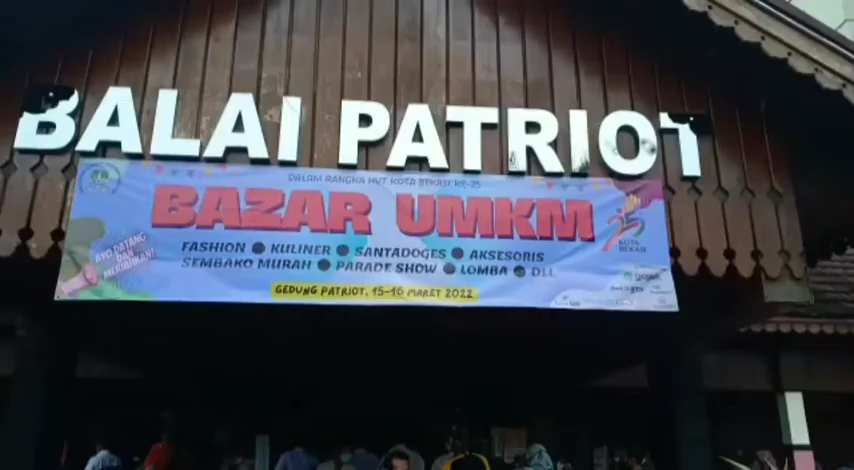 BALAI PATRIOT
DALAM RANGKA HUT KOTA BEKASI KE-25
BAZAR UMKM
FASHION ● KULINER ● SANTADOGES ● AKSESORIS
SEMBAKO MURAH ● PARADE SHOW ● LOMBA ● DLL
GEDUNG PATRIOT, 15-16 MARET 2022
AYO DATANG
DAN
MERIAHKAN!
25
KOTA
BEKASI